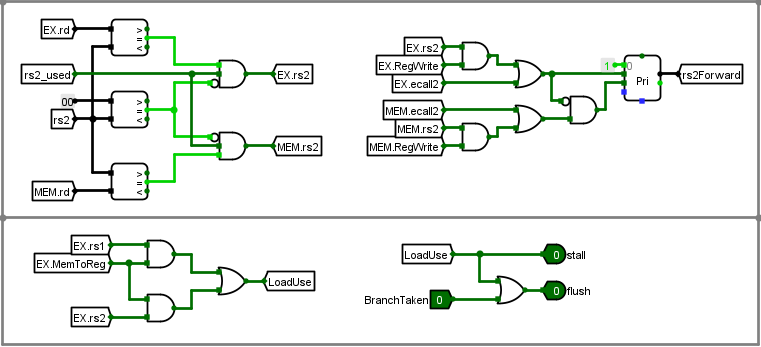 EX.rd
>
=
<
rs2_used
EX.rs2
00
>
=
<
rs2
MEM.rs2
>
=
<
MEM.rd
EX.rs2
EX.RegWrite
EX.ecall2
1
0
Pri
rs2Forward
MEM.ecall2
MEM.rs2
MEM.RegWrite
EX.rs1
EX.MemToReg
LoadUse
EX.rs2
LoadUse
0 stall
BranchTaken 0
0 flush